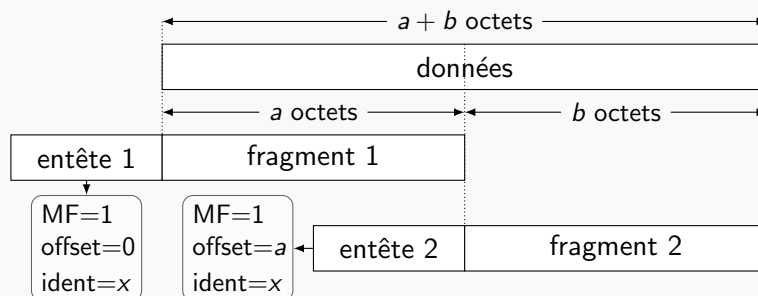 a + b octets
données
a octets
b octets
entête 1
fragment 1
MF=1
offset=0
ident=x
MF=1
offset=a
ident=x
entête 2
fragment 2